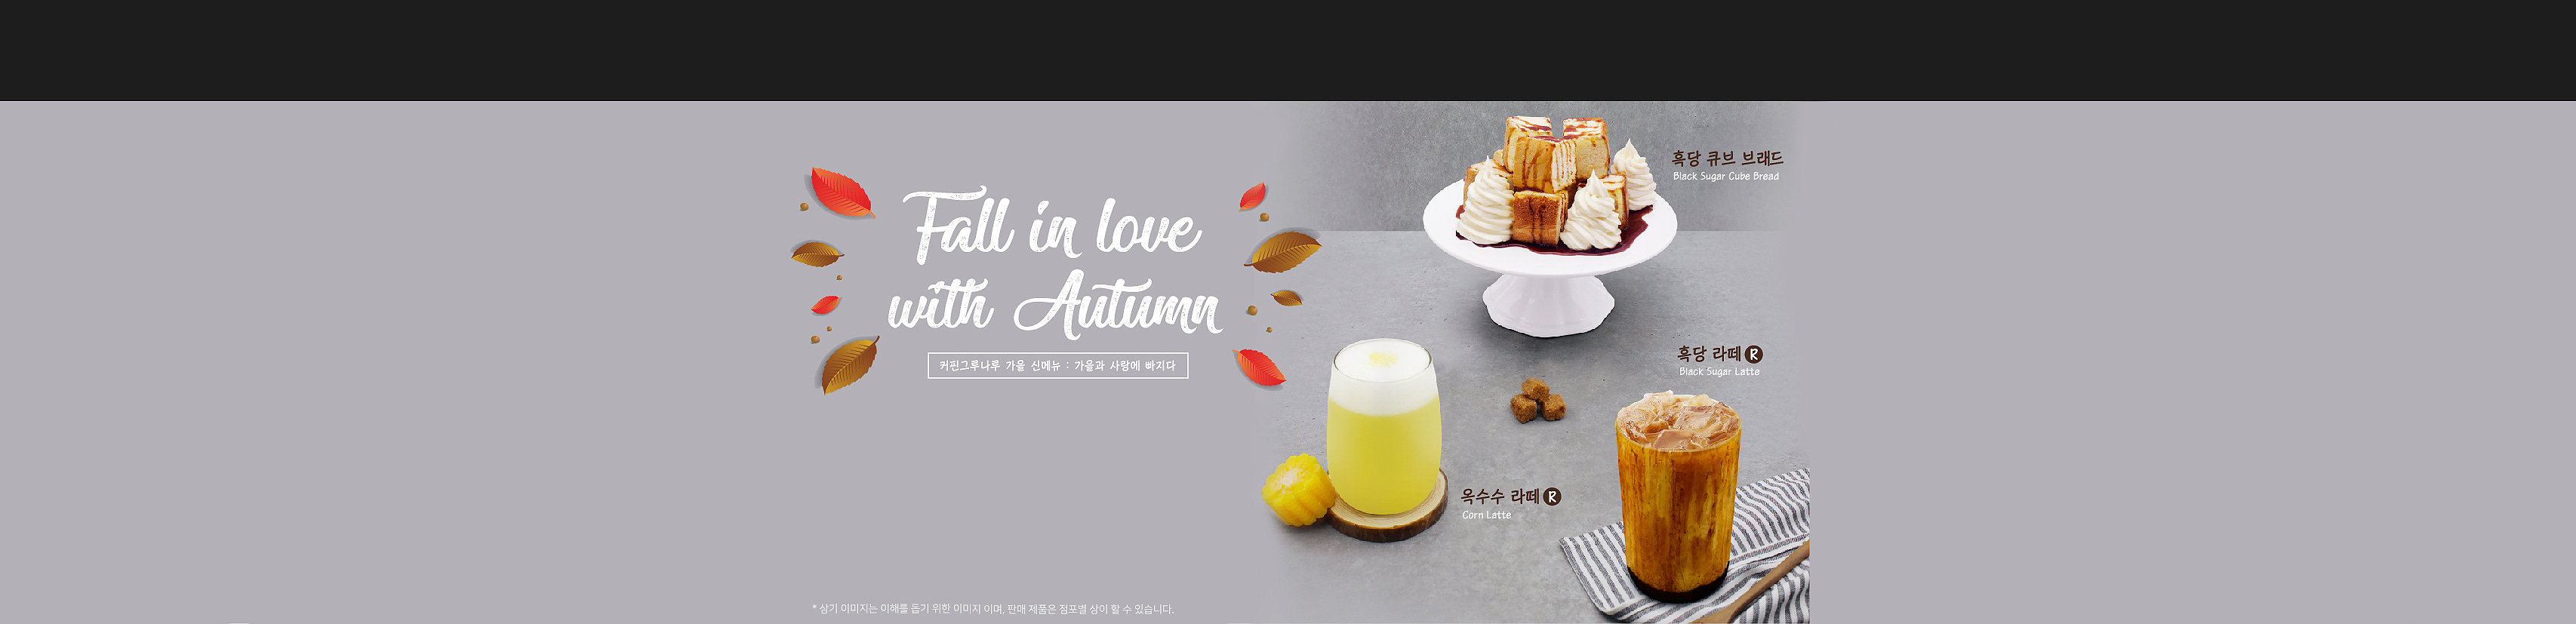 Fall in love
with Autumn
커핀그루나루 가을 신메뉴 : 가을과 사랑에 빠지다
흑당 큐브 브래드
Black Sugar Cube Bread
흑당 라떼 R
Black Sugar Latte
옥수수 라떼 R
Corn Latte
* 상기 이미지는 이해를 돕기 위한 이미지 이며, 판매 제품은 점포별 상이 할 수 있습니다.